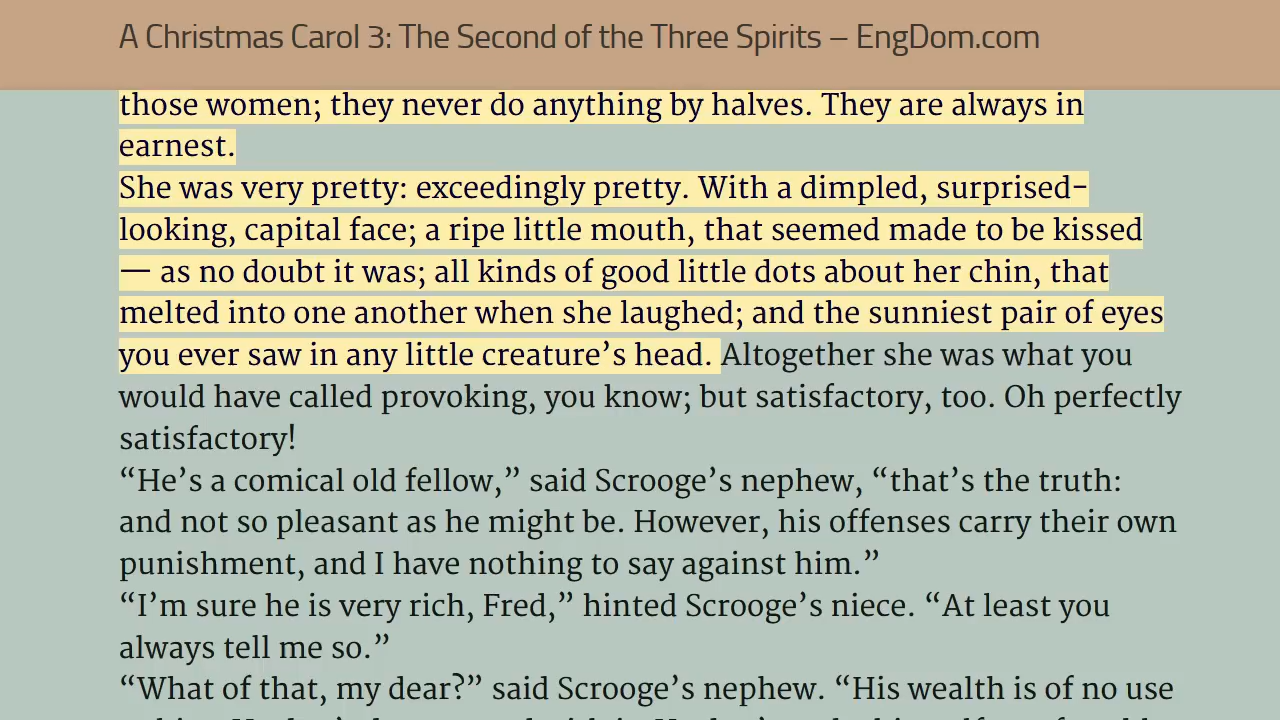 A Christmas Carol 3: The Second of the Three Spirits – EngDom.com
those women; they never do anything by halves. They are always in
earnest.
She was very pretty: exceedingly pretty. With a dimpled, surprised-
looking, capital face; a ripe little mouth, that seemed made to be kissed
— as no doubt it was; all kinds of good little dots about her chin, that
melted into one another when she laughed; and the sunniest pair of eyes
you ever saw in any little creature’s head. Altogether she was what you
would have called provoking, you know; but satisfactory, too. Oh perfectly
satisfactory!
“He’s a comical old fellow,” said Scrooge’s nephew, “that’s the truth:
and not so pleasant as he might be. However, his offenses carry their own
punishment, and I have nothing to say against him.”
“I’m sure he is very rich, Fred,” hinted Scrooge’s niece. “At least you
always tell me so.”
“What of that, my dear?” said Scrooge’s nephew. “His wealth is of no use